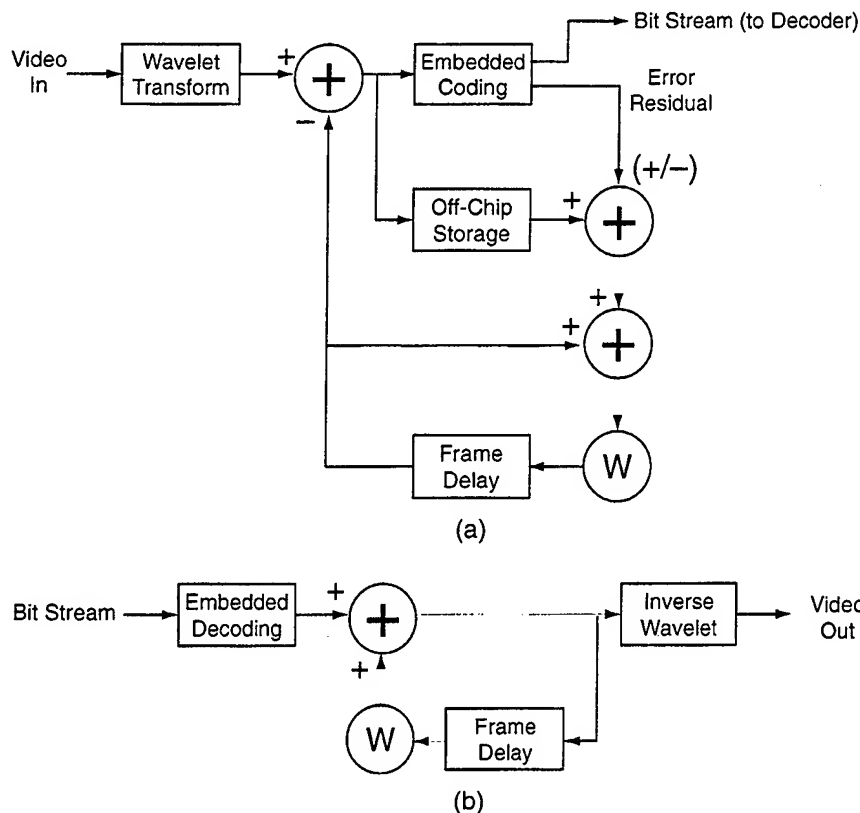 Bit Stream (to Decoder)
Video
In
Wavelet
Transform
+
+
−
Embedded
Coding
Error
Residual
(+/−)
Off-Chip
Storage
+
+
+
+
+
Frame
Delay
W
(a)
Bit Stream
Embedded
Decoding
+
+
+
Inverse
Wavelet
Video
Out
W
Frame
Delay
(b)